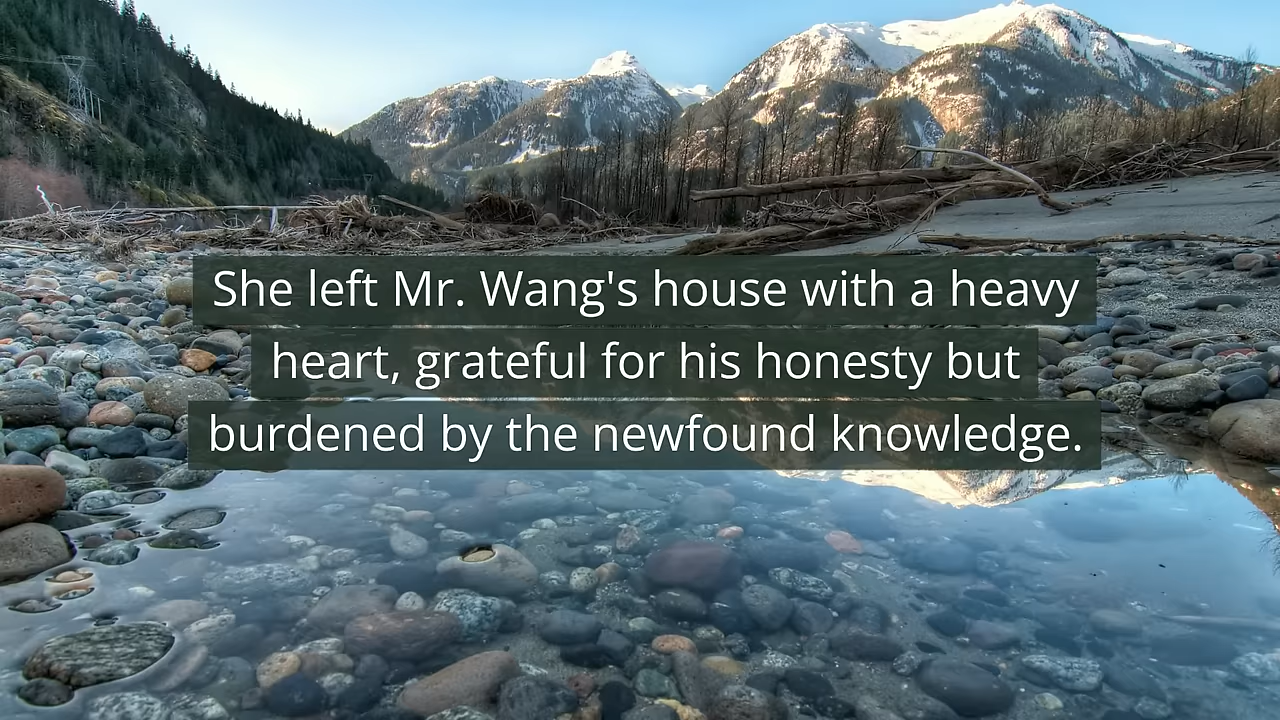 She left Mr. Wang's house with a heavy
heart, grateful for his honesty but
burdened by the newfound knowledge.